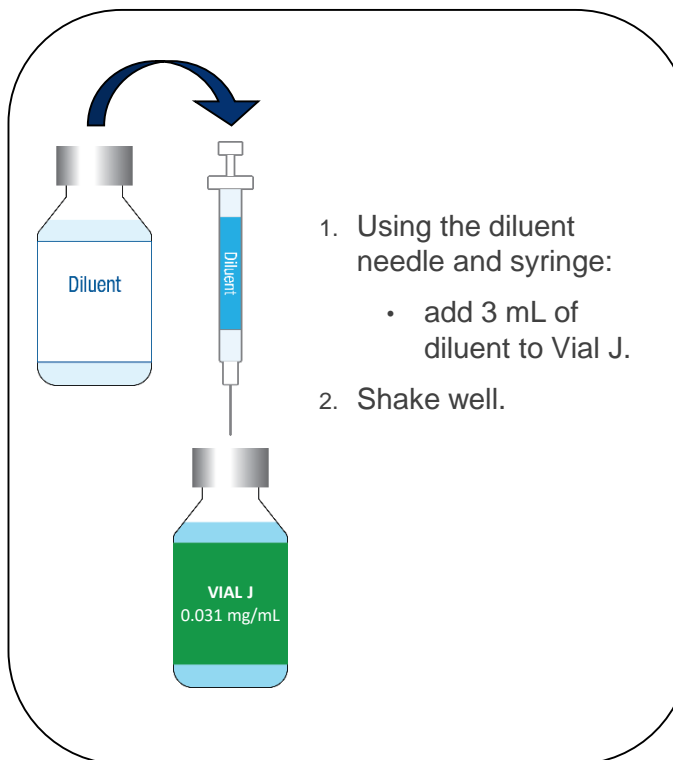 Diluent
Diluent
1. Using the diluent
needle and syringe:
• add 3 mL of
diluent to Vial J.
2. Shake well.
VIAL J
0.031 mg/mL